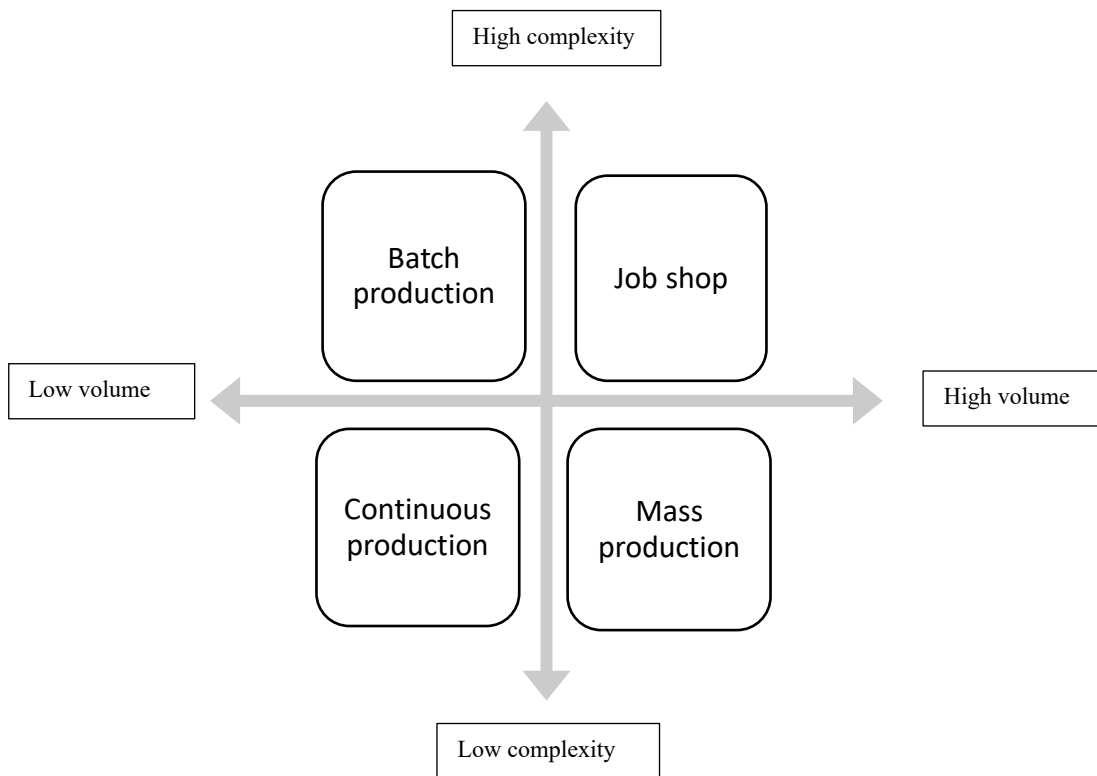 High complexity
Batch
production
Job shop
Low volume
High volume
Continuous
production
Mass
production
Low complexity